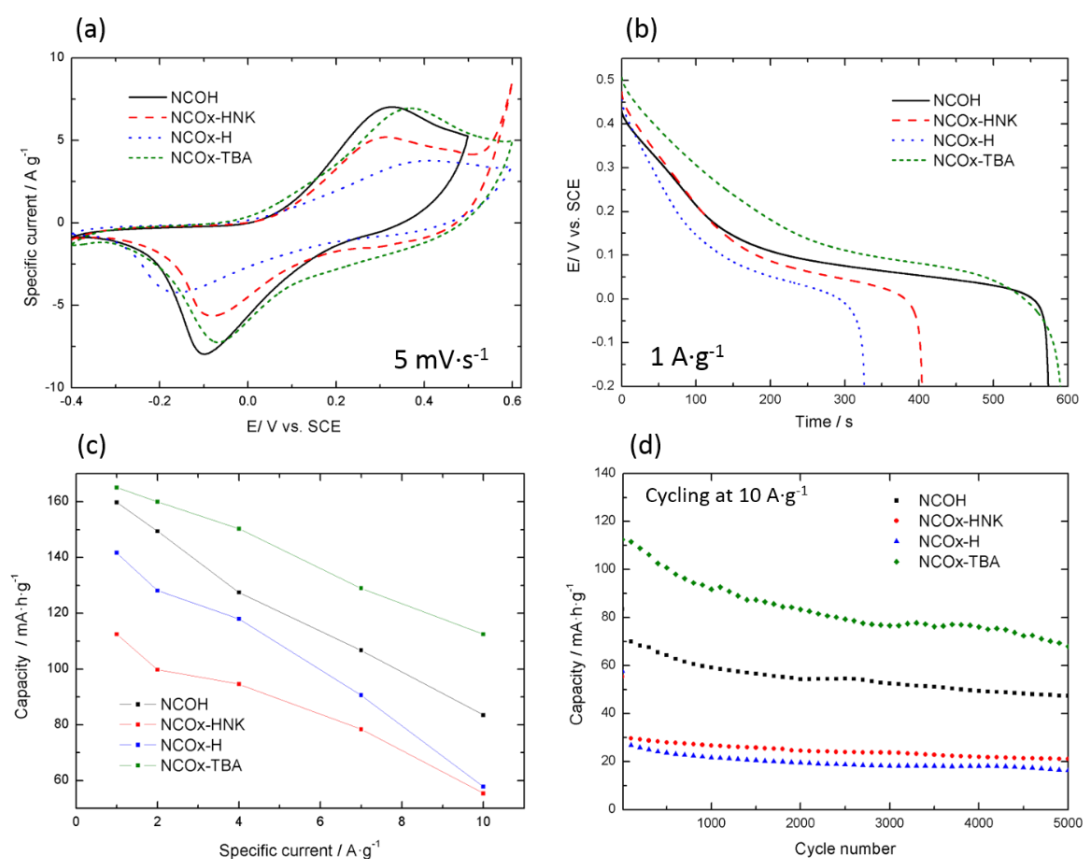 (a)
10
5
0
-5
-10
Specific current / A g⁻¹
NCOH
NCOx-HNK
NCOx-H
NCOx-TBA
5 mV·s⁻¹
-0.4 -0.2 0.0 0.2 0.4 0.6
E/ V vs. SCE
(b)
0.5
0.4
0.3
0.2
0.1
0.0
-0.1
-0.2
E/ V vs. SCE
NCOH
NCOx-HNK
NCOx-H
NCOx-TBA
1 A·g⁻¹
0 100 200 300 400 500 600
Time / s
(c)
160
140
120
100
80
60
Capacity / mA·h·g⁻¹
NCOH
NCOx-HNK
NCOx-H
NCOx-TBA
0 2 4 6 8 10
Specific current / A·g⁻¹
(d)
140
120
100
80
60
40
20
0
Capacity / mA·h·g⁻¹
Cycling at 10 A·g⁻¹
NCOH
NCOx-HNK
NCOx-H
NCOx-TBA
1000 2000 3000 4000 5000
Cycle number